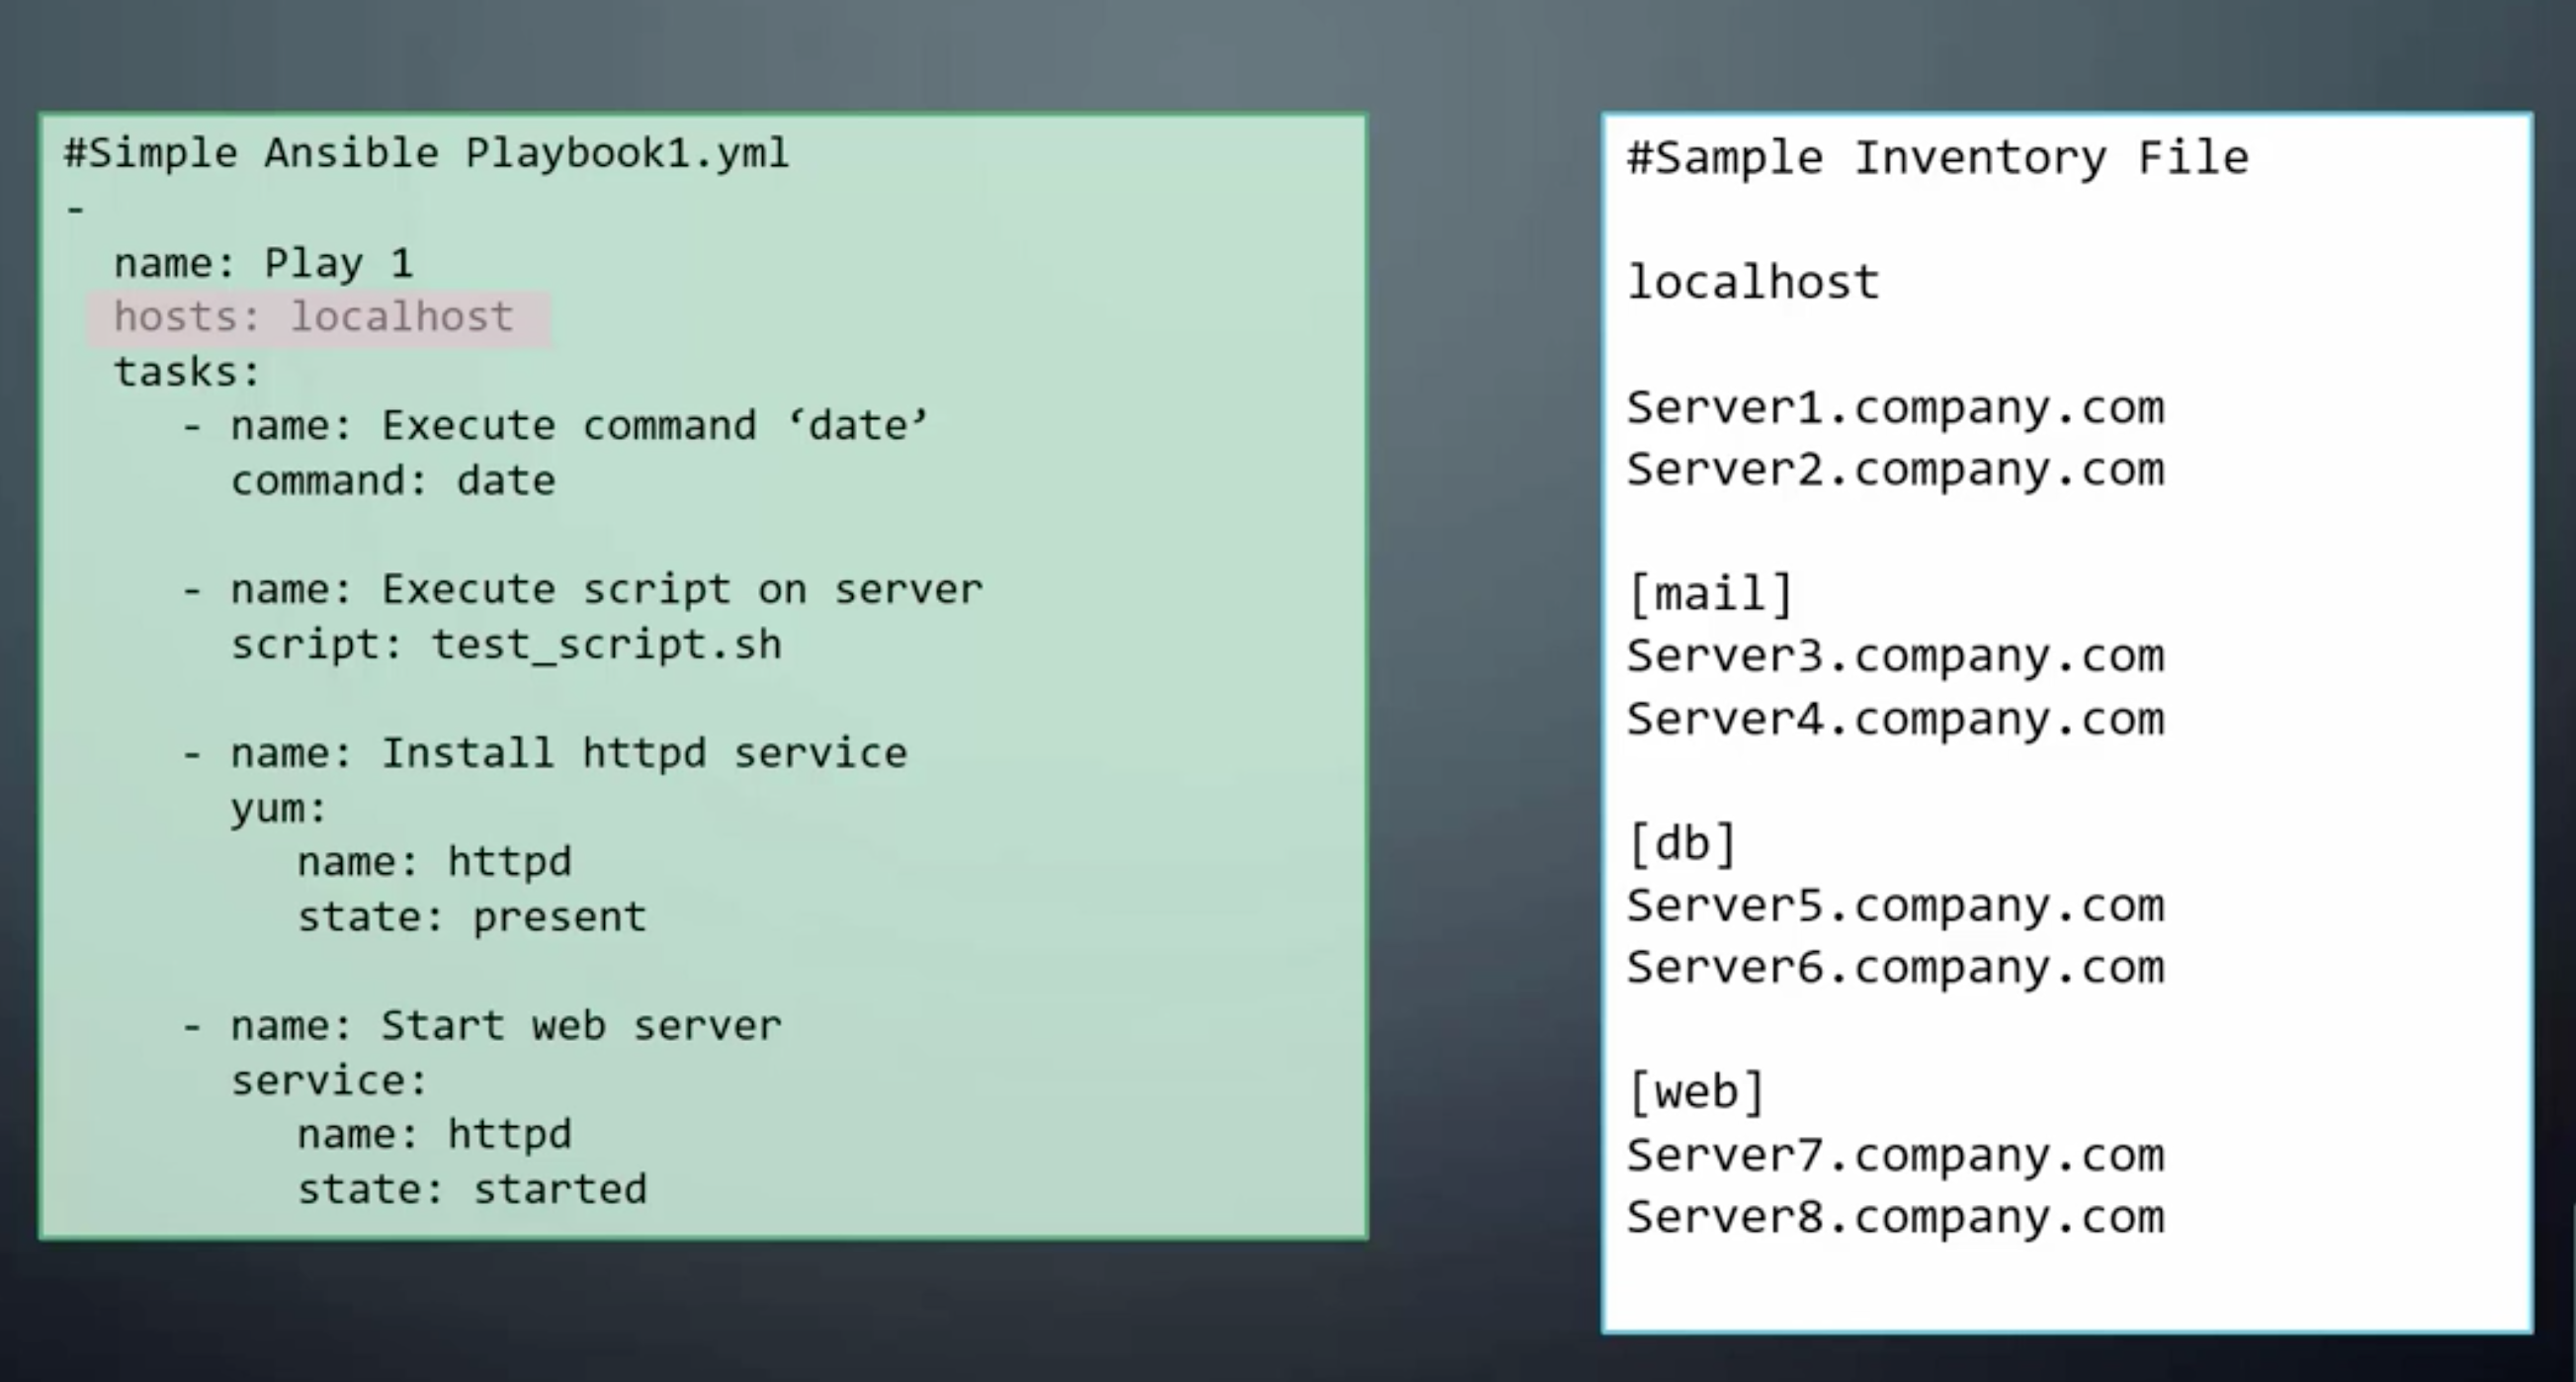 #Simple Ansible Playbook1.yml
-
name: Play 1
hosts: localhost
tasks:
- name: Execute command ‘date’
command: date
- name: Execute script on server
script: test_script.sh
- name: Install httpd service
yum:
name: httpd
state: present
- name: Start web server
service:
name: httpd
state: started
#Sample Inventory File
localhost
Server1.company.com
Server2.company.com
[mail]
Server3.company.com
Server4.company.com
[db]
Server5.company.com
Server6.company.com
[web]
Server7.company.com
Server8.company.com